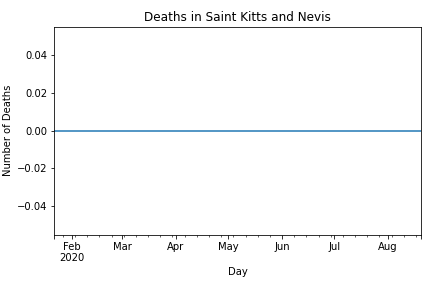 Deaths in Saint Kitts and Nevis
Number of Deaths
0.04
0.02
0.00
−0.02
−0.04
Feb Mar Apr May Jun Jul Aug
2020
Day